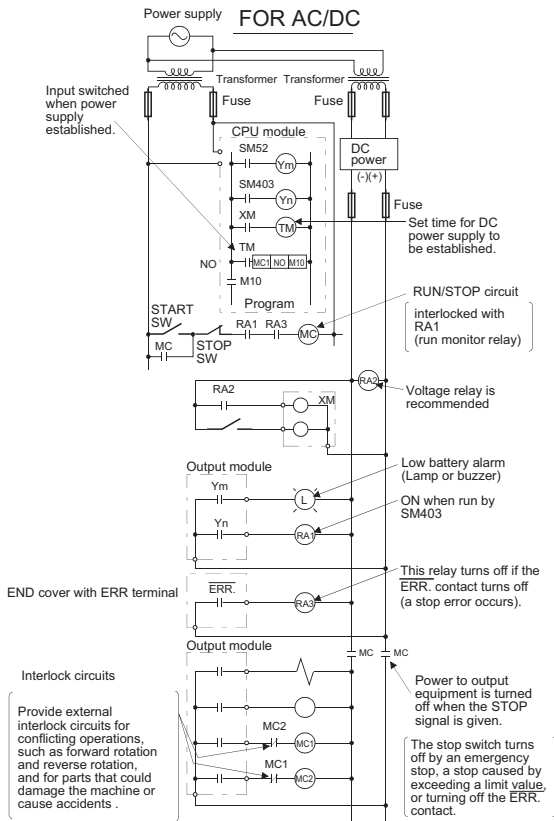 Power supply
FOR AC/DC
Transformer
Transformer
Input switched
when power
supply
established.
Fuse
Fuse
CPU module
SM52
Ym
SM403
Yn
XM
TM
TM
NO
MC1 NO M10
M10
Program
DC
power
(-)(+)
Fuse
Set time for DC
power supply to
be established.
RUN/STOP circuit
interlocked with
RA1
(run monitor relay)
START
SW
MC
STOP
SW
RA1
RA3
MC
RA2
Voltage relay is
recommended
RA2
XM
Output module
Ym
L
Low battery alarm
(Lamp or buzzer)
Yn
RA1
ON when run by
SM403
END cover with ERR terminal
ERR.
RA3
This relay turns off if the
ERR. contact turns off
(a stop error occurs).
Output module
MC
MC
Power to output
equipment is turned
off when the STOP
signal is given.
Interlock circuits
Provide external
interlock circuits for
conflicting operations,
such as forward rotation
and reverse rotation,
and for parts that could
damage the machine or
cause accidents .
MC2
MC1
MC1
MC2
The stop switch turns
off by an emergency
stop, a stop caused by
exceeding a limit value,
or turning off the ERR.
contact.